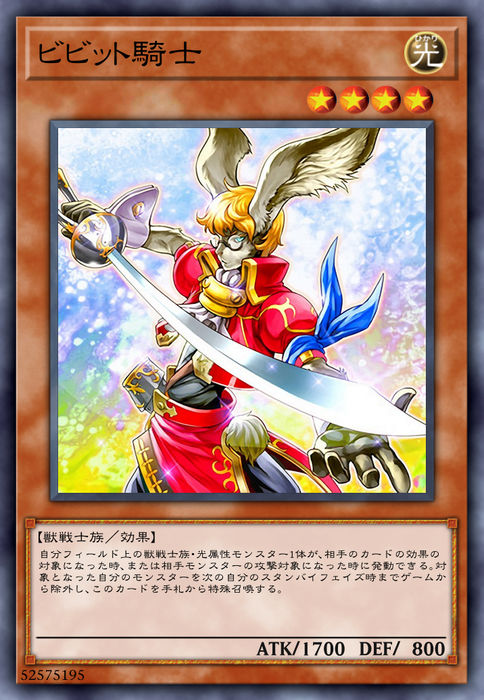 ビビット騎士
ひかり
光
【獣戦士族／効果】
自分フィールド上の獣戦士族・光属性モンスター1体が、相手のカードの効果の
対象になった時、または相手モンスターの攻撃対象になった時に発動できる。対
象となった自分のモンスターを次の自分のスタンバイフェイズ時までゲームか
ら除外し、このカードを手札から特殊召喚する。
ATK/1700 DEF/ 800
52575195